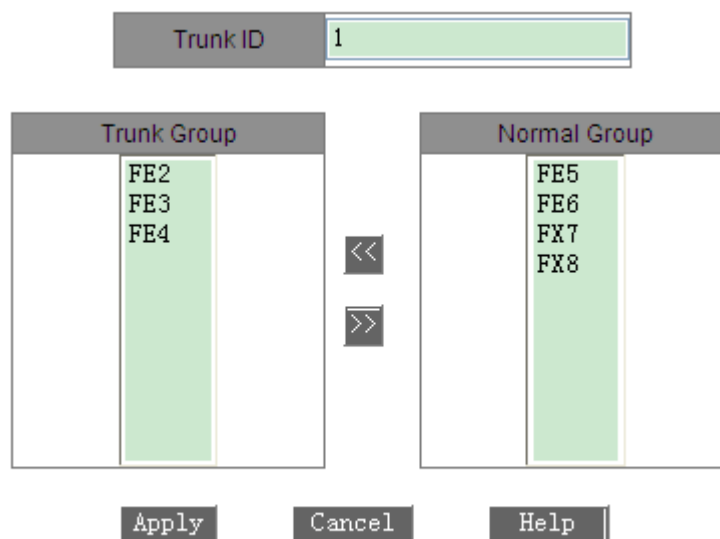 Trunk ID 1
Trunk Group
FE2
FE3
FE4
<<
>>
Normal Group
FE5
FE6
FX7
FX8
Apply Cancel Help